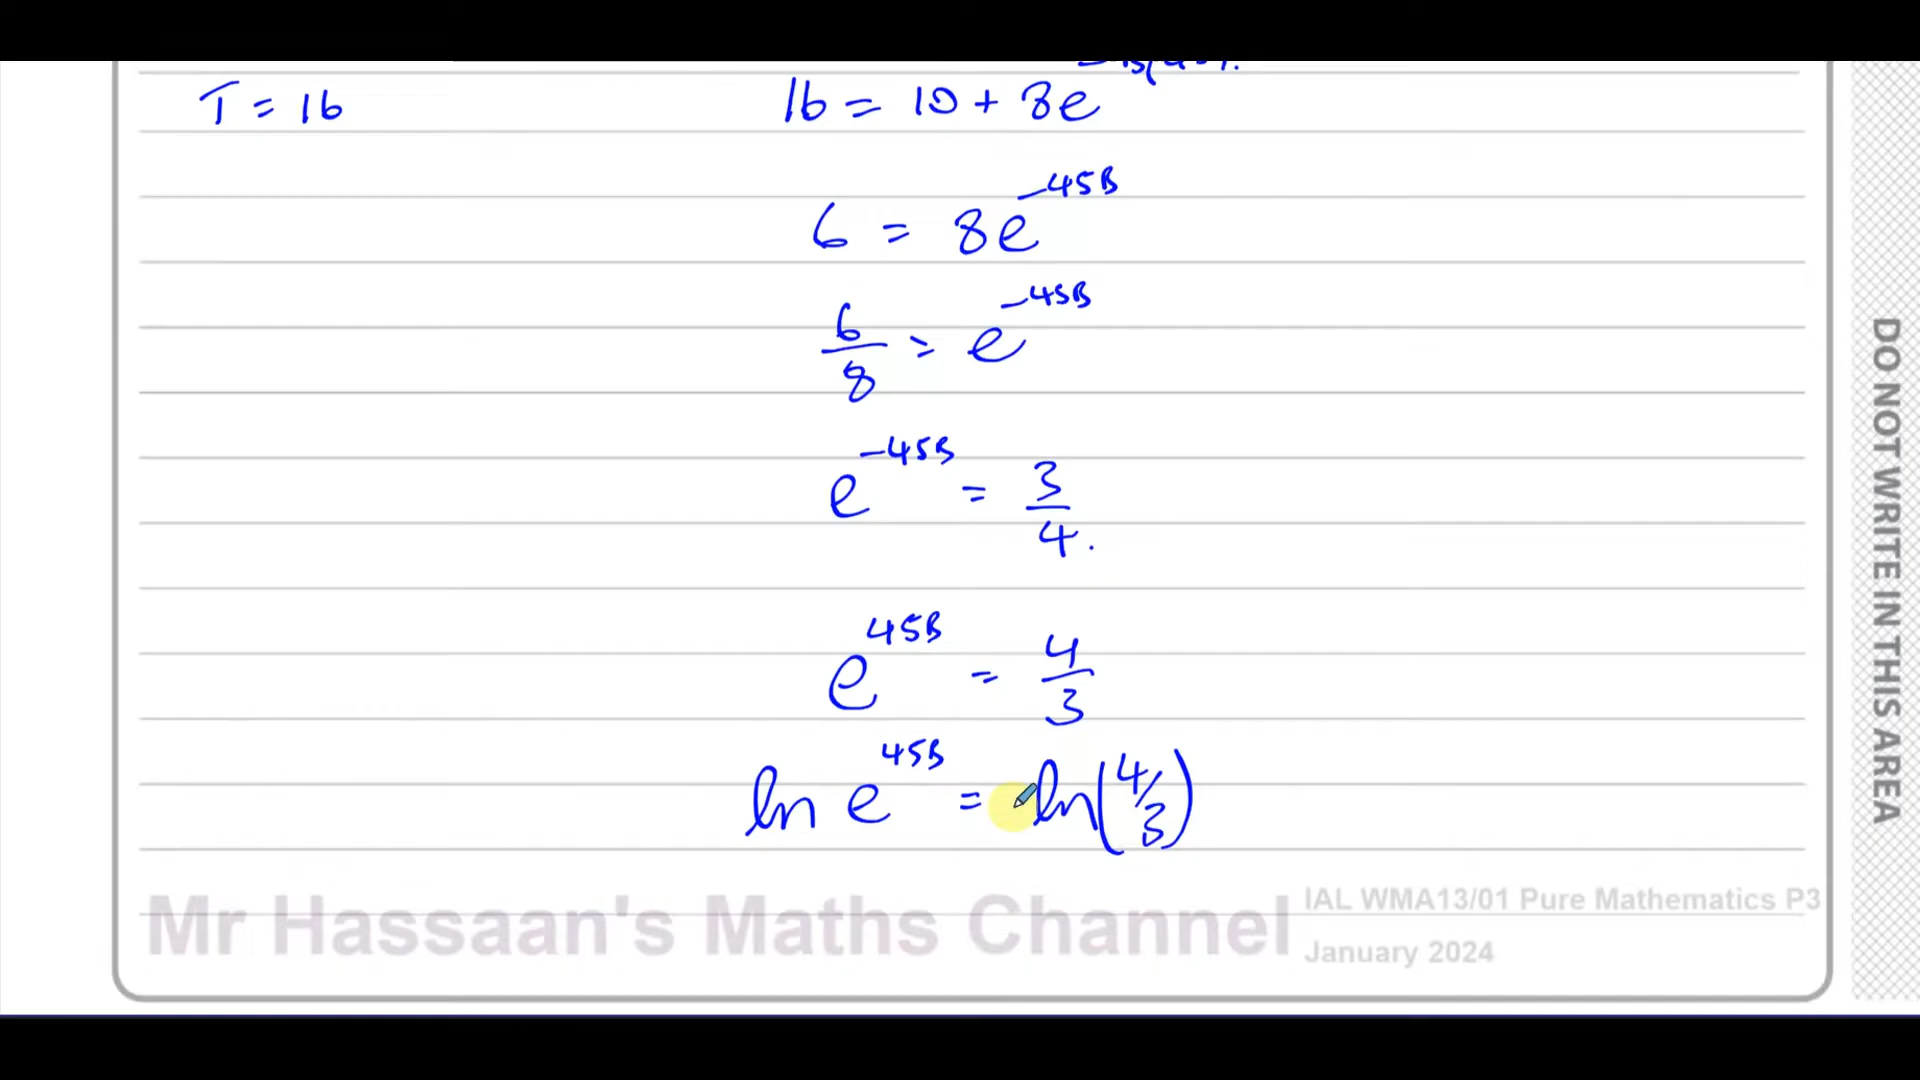 T = 16
16 = 10 + 8e
6 = 8e^{-45B}
6/8 = e^{-45B}
e^{-45B} = 3/4.
e^{45B} = 4/3
ln e^{45B} = ln(4/3)
Mr Hassaan's Maths Channel
IAL WMA13/01 Pure Mathematics P3
January 2024
DO NOT WRITE IN THIS AREA